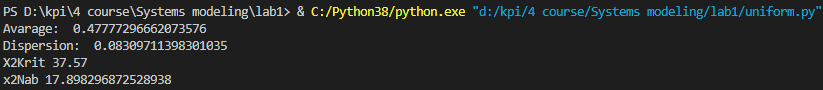 PS D:\kpi\4 course\Systems modeling\lab1> & C:/Python38/python.exe "d:/kpi/4 course/Systems modeling/lab1/uniform.py"
Avarage:  0.47777296662073576
Dispersion:  0.08309711398301035
X2Krit 37.57
x2Nab 17.898296872528938